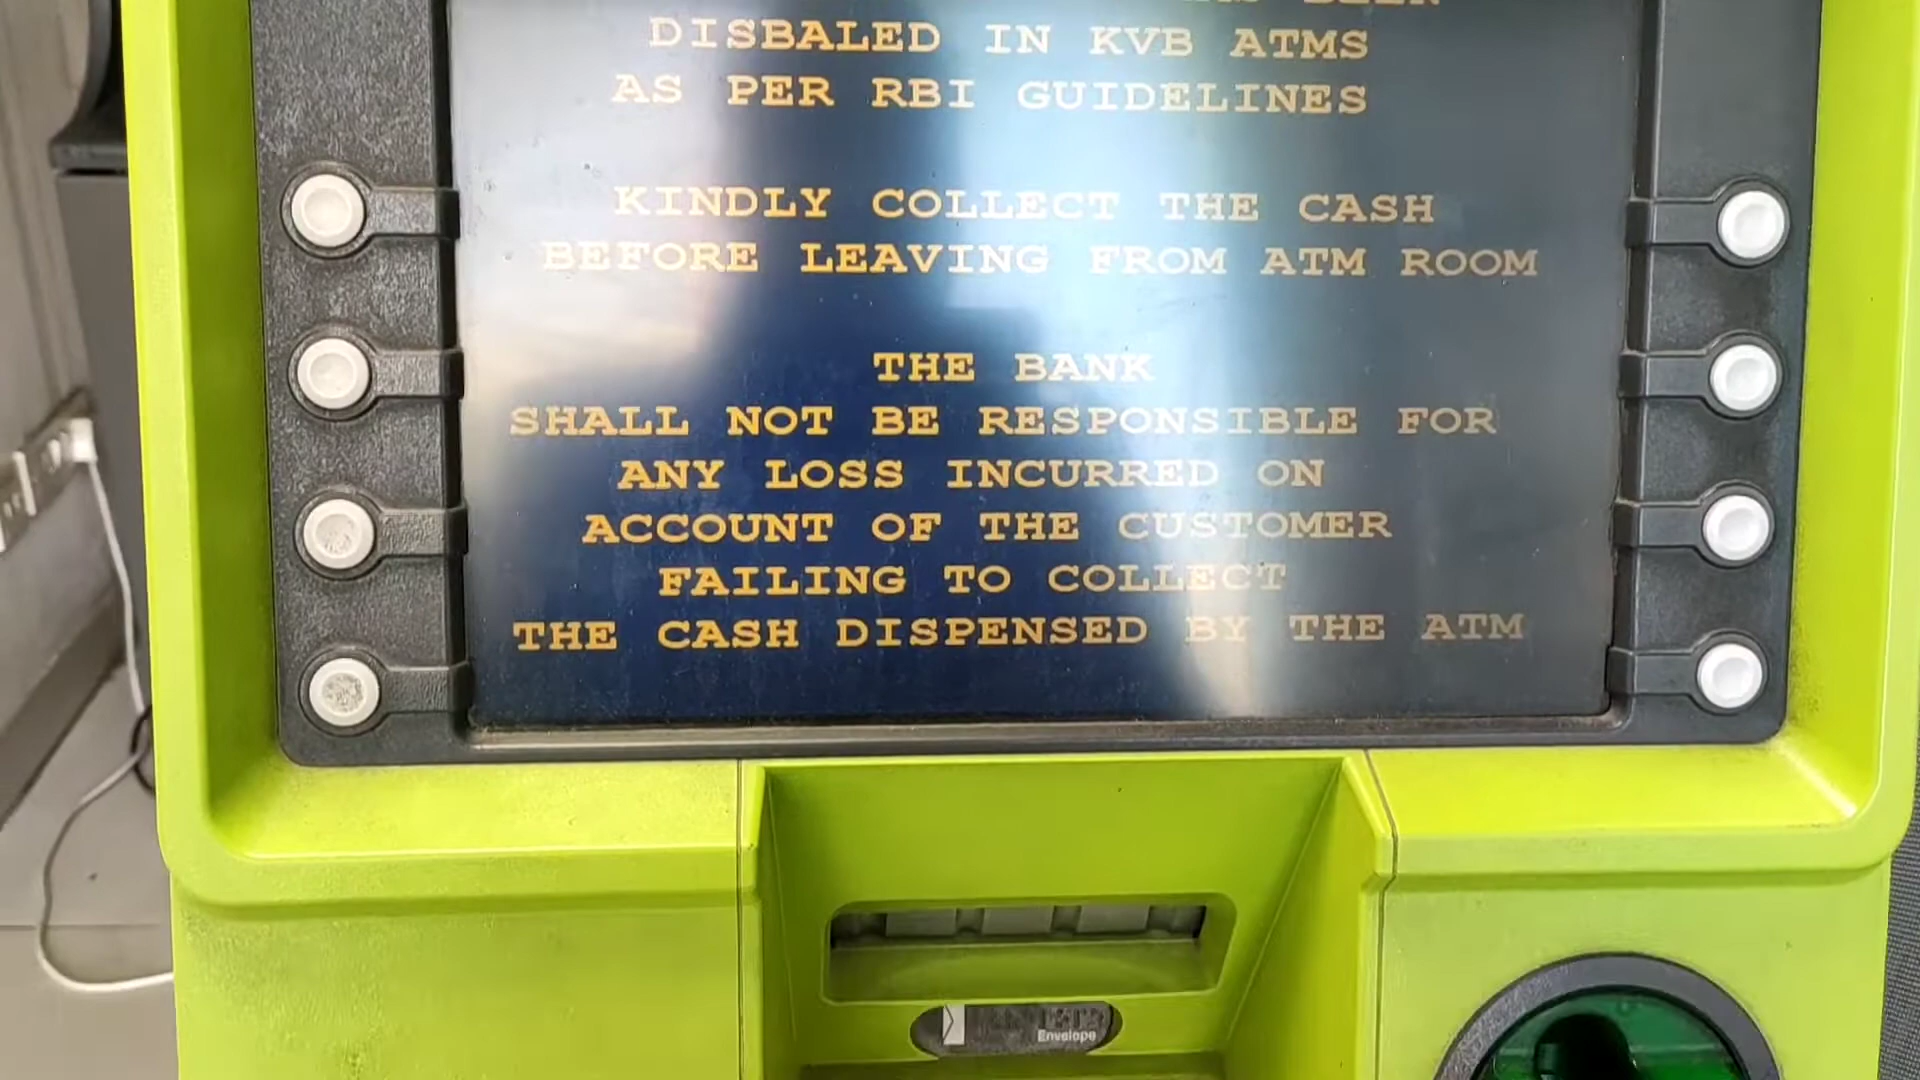 BEEN
DISBALED IN KVB ATMS
AS PER RBI GUIDELINES
KINDLY COLLECT THE CASH
BEFORE LEAVING FROM ATM ROOM
THE BANK
SHALL NOT BE RESPONSIBLE FOR
ANY LOSS INCURRED ON
ACCOUNT OF THE CUSTOMER
FAILING TO COLLECT
THE CASH DISPENSED BY THE ATM
Envelope